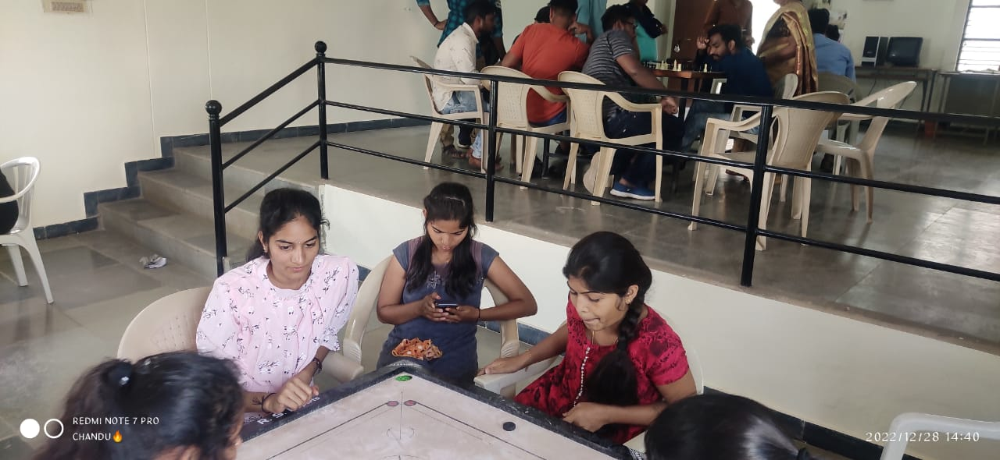 REDMI NOTE 7 PRO
CHANDU🔥
2022/12/28 14:40